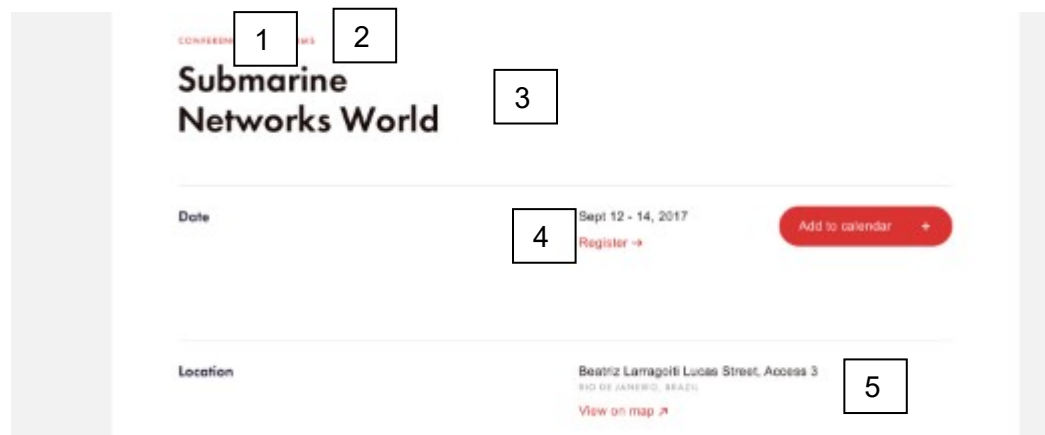 1
2
Submarine
3
Networks World
Date
4
Sept 12 - 14, 2017
Add to calendar +
Register →
Location
Beatriz Larragoiti Lucas Street, Access 3
RIO DE JANEIRO, BRAZIL
5
View on map ↗